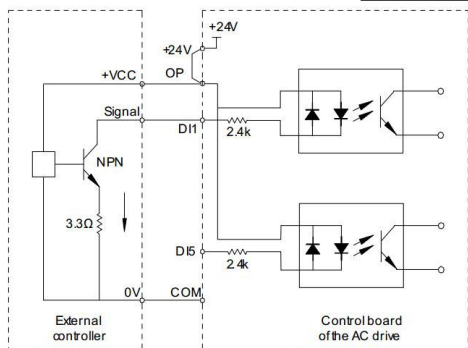 +24V
+24V
+VCC
OP
Signal
DI1
2.4k
NPN
3.3Ω
DI5
2.4k
0V
COM
External
controller
Control board
of the AC drive